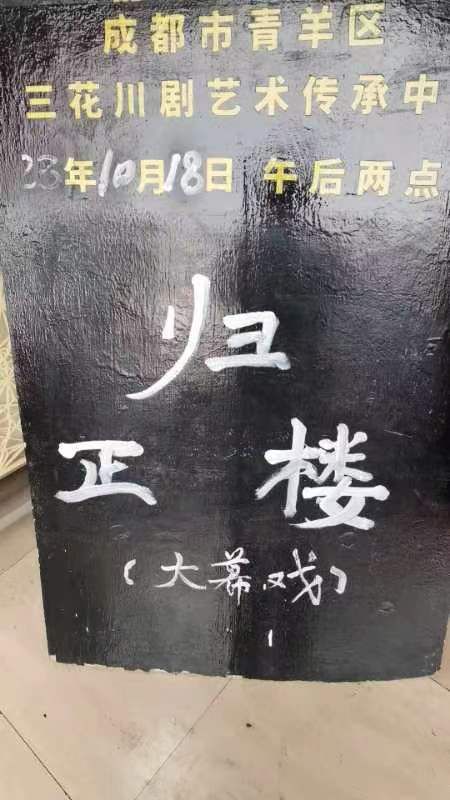 成都市青羊区
三花川剧艺术传承中
23年10月18日 午后两点
归
正 楼
(大幕戏)